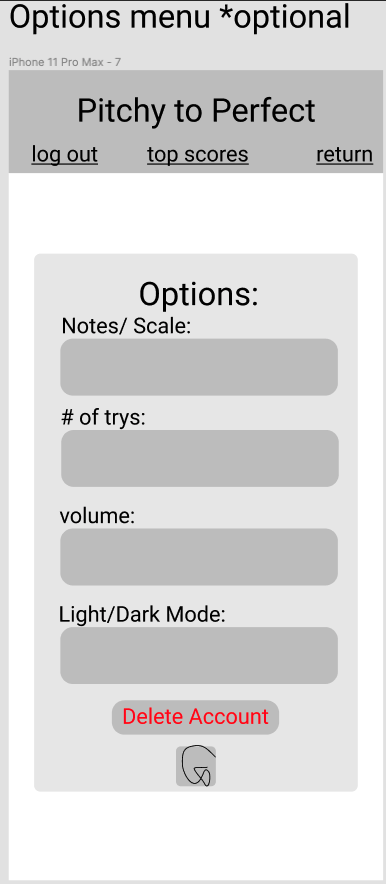 Options menu *optional
iPhone 11 Pro Max - 7
Pitchy to Perfect
log out top scores return
Options:
Notes/ Scale:
# of trys:
volume:
Light/Dark Mode:
Delete Account